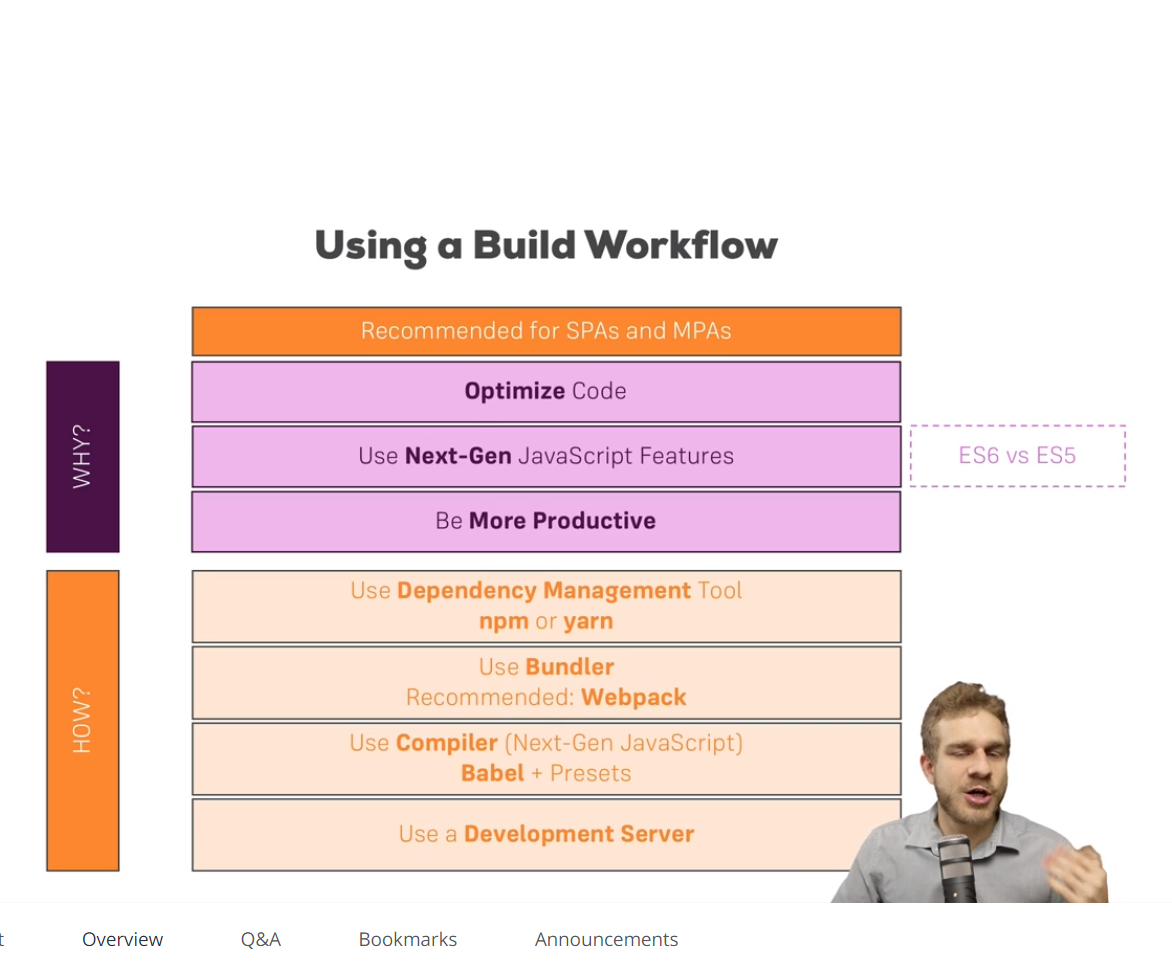 Using a Build Workflow
Recommended for SPAs and MPAs
WHY?
Optimize Code
Use Next-Gen JavaScript Features
ES6 vs ES5
Be More Productive
HOW?
Use Dependency Management Tool
npm or yarn
Use Bundler
Recommended: Webpack
Use Compiler (Next-Gen JavaScript)
Babel + Presets
Use a Development Server
t
Overview
Q&A
Bookmarks
Announcements